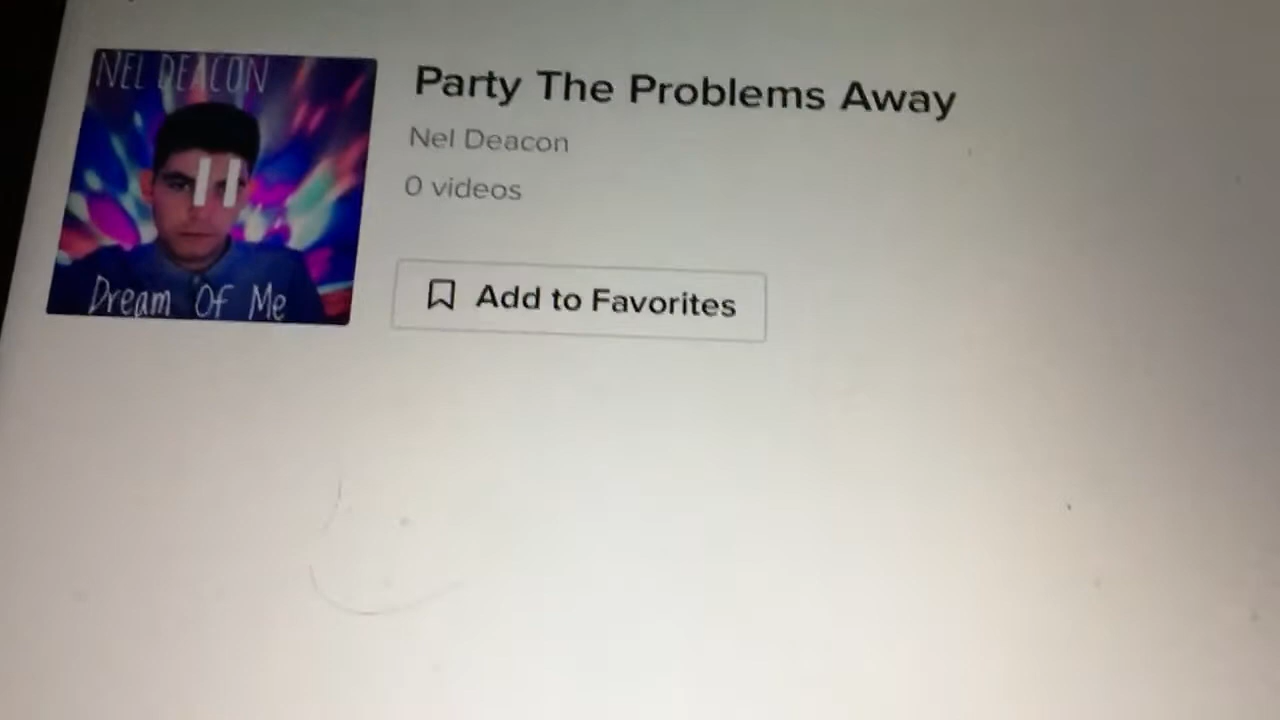 NEL DEACON
Dream Of Me
Party The Problems Away
Nel Deacon
0 videos
Add to Favorites